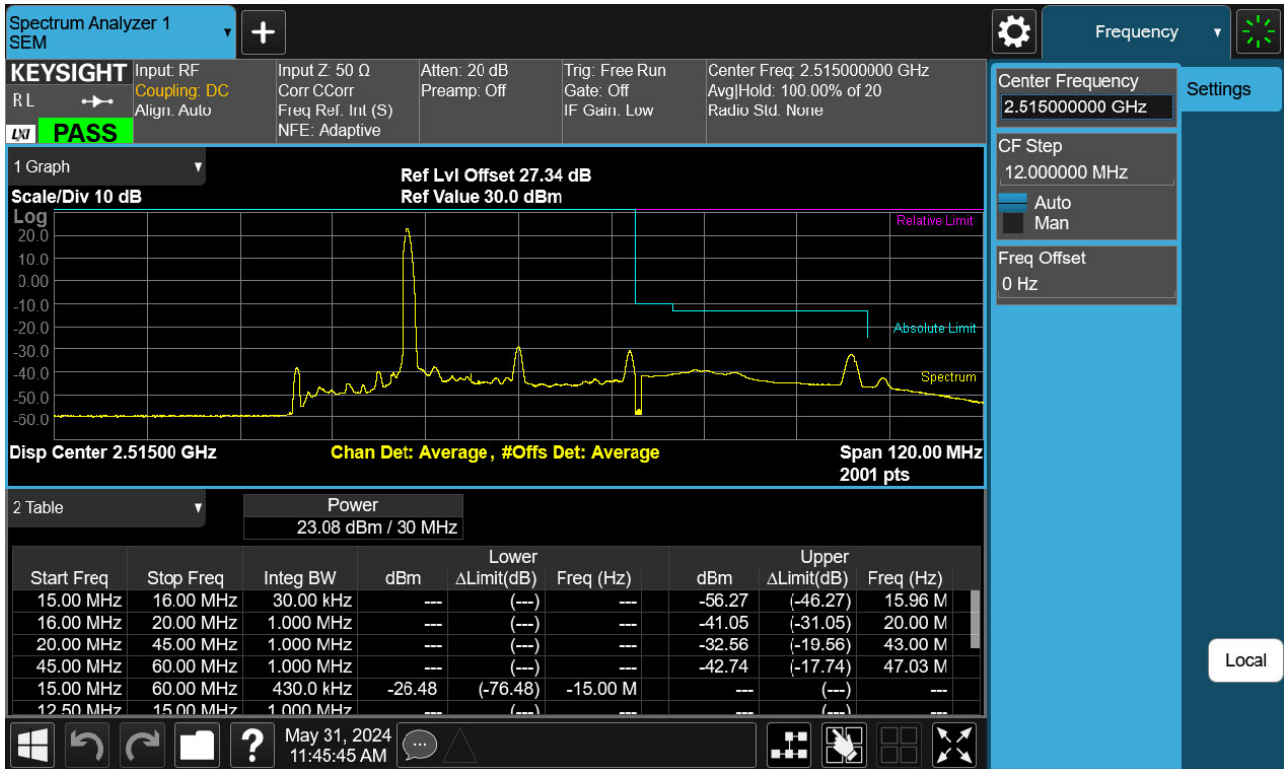 Spectrum Analyzer 1
SEM
+
Frequency
KEYSIGHT
RL
LXI PASS
Input: RF
Coupling: DC
Align: Auto
Input Z: 50 Ω
Corr CCorr
Freq Ref: Int (S)
NFE: Adaptive
Atten: 20 dB
Preamp: Off
Trig: Free Run
Gate: Off
IF Gain: Low
Center Freq: 2.515000000 GHz
Avg|Hold: 100.00% of 20
Radio Std: None
Center Frequency
2.515000000 GHz
Settings
CF Step
12.000000 MHz
Auto
Man
Freq Offset
0 Hz
1 Graph
Scale/Div 10 dB
Ref Lvl Offset 27.34 dB
Ref Value 30.0 dBm
Log
20.0
10.0
0.00
-10.0
-20.0
-30.0
-40.0
-50.0
-60.0
Relative Limit
Absolute Limit
Spectrum
Disp Center 2.51500 GHz
Chan Det: Average , #Offs Det: Average
Span 120.00 MHz
2001 pts
2 Table
Power
23.08 dBm / 30 MHz
Lower Upper
Start Freq Stop Freq Integ BW dBm ΔLimit(dB) Freq (Hz) dBm ΔLimit(dB) Freq (Hz)
15.00 MHz 16.00 MHz 30.00 kHz --- (---) --- -56.27 (-46.27) 15.96 M
16.00 MHz 20.00 MHz 1.000 MHz --- (---) --- -41.05 (-31.05) 20.00 M
20.00 MHz 45.00 MHz 1.000 MHz --- (---) --- -32.56 (-19.56) 43.00 M
45.00 MHz 60.00 MHz 1.000 MHz --- (---) --- -42.74 (-17.74) 47.03 M
15.00 MHz 60.00 MHz 430.0 kHz -26.48 (-76.48) -15.00 M --- (---) ---
12.50 MHz 15.00 MHz 1.000 MHz --- (---) --- --- (---) ---
Local
?
May 31, 2024
11:45:45 AM